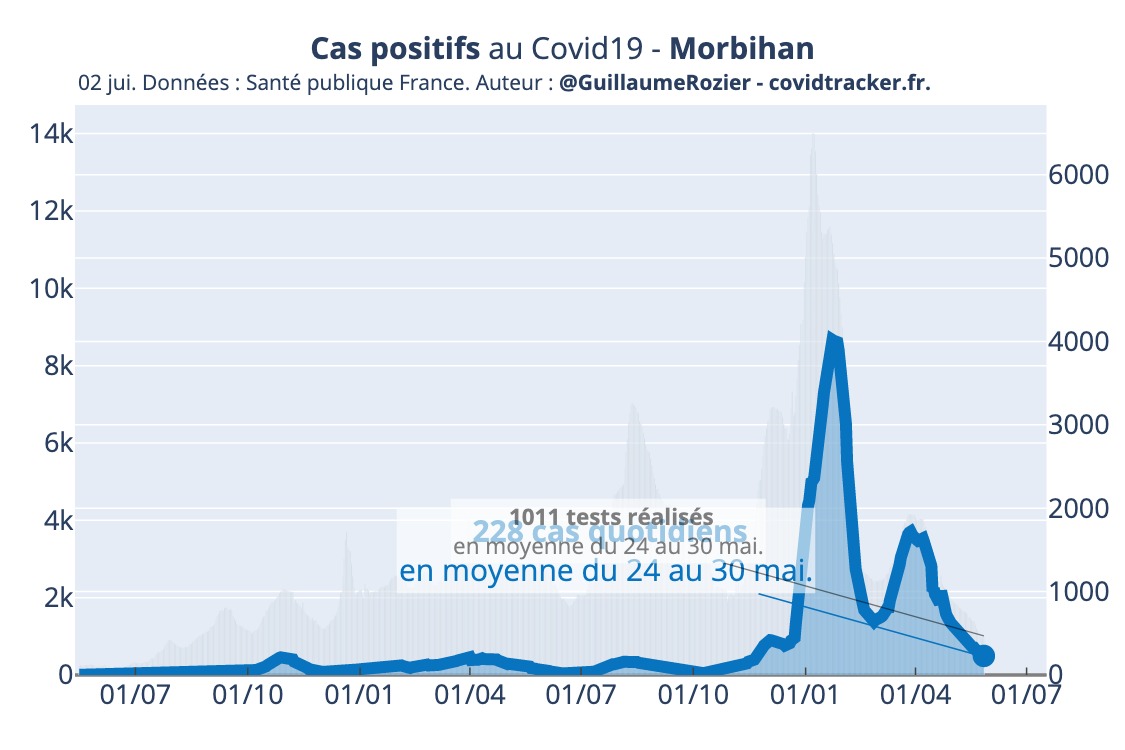 Cas positifs au Covid19 - Morbihan
02 jui. Données : Santé publique France. Auteur : @GuillaumeRozier - covidtracker.fr.
14k
12k
10k
8k
6k
4k
2k
0
6000
5000
4000
3000
2000
1000
0
1011 tests réalisés
228 cas quotidiens
en moyenne du 24 au 30 mai.
en moyenne du 24 au 30 mai.
01/07 01/10 01/01 01/04 01/07 01/10 01/01 01/04 01/07